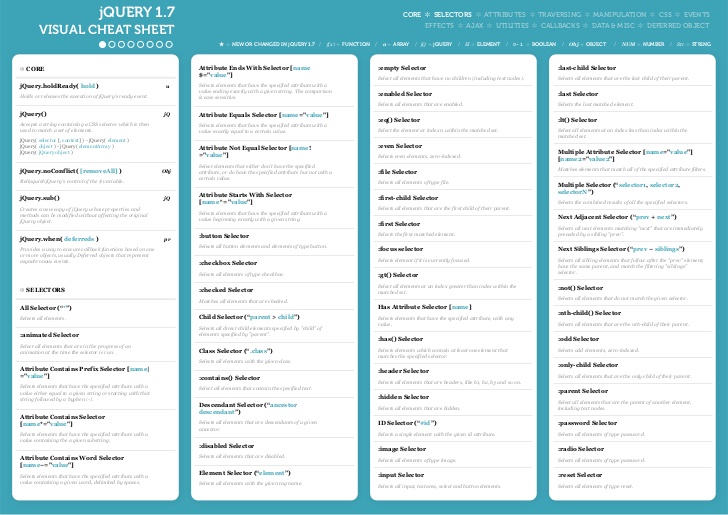 jQUERY 1.7
VISUAL CHEAT SHEET
CORE ✲ SELECTORS ✲ ATTRIBUTES ✲ TRAVERSING ✲ MANIPULATION ✲ CSS ✲ EVENTS
EFFECTS ✲ AJAX ✲ UTILITIES ✲ CALLBACKS ✲ DATA & MISC ✲ DEFERRED OBJECT
★ = NEW OR CHANGED IN jQUERY 1.7 / f(x) = FUNCTION / a = ARRAY / jQ = jQUERY / El = ELEMENT / 0-1 = BOOLEAN / Obj = OBJECT / NUM = NUMBER / Str = STRING
✲ CORE
jQuery.holdReady( hold )
Holds or releases the execution of jQuery's ready event.
jQuery() jQ
Accepts a string containing a CSS selector which is then
used to match a set of elements.
jQuery( selector [, context] ) - jQuery( element )
jQuery( object ) - jQuery( elementArray )
jQuery( jQuery object )
jQuery.noConflict( [removeAll] ) Obj
Relinquish jQuery's control of the $ variable.
jQuery.sub() jQ
Creates a new copy of jQuery whose properties and
methods can be modified without affecting the original
jQuery object.
jQuery.when( deferreds ) pr
Provides a way to execute callback functions based on one
or more objects, usually Deferred objects that represent
asynchronous events.
✲ SELECTORS
All Selector ("*")
Selects all elements.
:animated Selector
Select all elements that are in the progress of an
animation at the time the selector is run.
Attribute Contains Prefix Selector [name|
="value"]
Selects elements that have the specified attribute with a
value either equal to a given string or starting with that
string followed by a hyphen (-).
Attribute Contains Selector
[name*="value"]
Selects elements that have the specified attribute with a
value containing the a given substring.
Attribute Contains Word Selector
[name~="value"]
Selects elements that have the specified attribute with a
value containing a given word, delimited by spaces.
Attribute Ends With Selector [name
$="value"]
Selects elements that have the specified attribute with a
value ending exactly with a given string. The comparison
is case sensitive.
Attribute Equals Selector [name="value"]
Selects elements that have the specified attribute with a
value exactly equal to a certain value.
Attribute Not Equal Selector [name!
="value"]
Select elements that either don't have the specified
attribute, or do have the specified attribute but not with a
certain value.
Attribute Starts With Selector
[name^="value"]
Selects elements that have the specified attribute with a
value beginning exactly with a given string.
:button Selector
Selects all button elements and elements of type button.
:checkbox Selector
Selects all elements of type checkbox.
:checked Selector
Matches all elements that are checked.
Child Selector ("parent > child")
Selects all direct child elements specified by "child" of
elements specified by "parent".
Class Selector (".class")
Selects all elements with the given class.
:contains() Selector
Select all elements that contain the specified text.
Descendant Selector ("ancestor
descendant")
Selects all elements that are descendants of a given
ancestor.
:disabled Selector
Selects all elements that are disabled.
Element Selector ("element")
Selects all elements with the given tag name.
:empty Selector
Select all elements that have no children (including text nodes).
:enabled Selector
Selects all elements that are enabled.
:eq() Selector
Select the element at index n within the matched set.
:even Selector
Selects even elements, zero-indexed.
:file Selector
Selects all elements of type file.
:first-child Selector
Selects all elements that are the first child of their parent.
:first Selector
Selects the first matched element.
:focus selector
Selects element if it is currently focused.
:gt() Selector
Select all elements at an index greater than index within the
matched set.
Has Attribute Selector [name]
Selects elements that have the specified attribute, with any
value.
:has() Selector
Selects elements which contain at least one element that
matches the specified selector.
:header Selector
Selects all elements that are headers, like h1, h2, h3 and so on.
:hidden Selector
Selects all elements that are hidden.
ID Selector ("#id")
Selects a single element with the given id attribute.
:image Selector
Selects all elements of type image.
:input Selector
Selects all input, textarea, select and button elements.
:last-child Selector
Selects all elements that are the last child of their parent.
:last Selector
Selects the last matched element.
:lt() Selector
Select all elements at an index less than index within the
matched set.
Multiple Attribute Selector [name="value"]
[name2="value2"]
Matches elements that match all of the specified attribute filters.
Multiple Selector ("selector1, selector2,
selectorN")
Selects the combined results of all the specified selectors.
Next Adjacent Selector ("prev + next")
Selects all next elements matching "next" that are immediately
preceded by a sibling "prev".
Next Siblings Selector ("prev ~ siblings")
Selects all sibling elements that follow after the "prev" element,
have the same parent, and match the filtering "siblings"
selector.
:not() Selector
Selects all elements that do not match the given selector.
:nth-child() Selector
Selects all elements that are the nth-child of their parent.
:odd Selector
Selects odd elements, zero-indexed.
:only-child Selector
Selects all elements that are the only child of their parent.
:parent Selector
Select all elements that are the parent of another element,
including text nodes.
:password Selector
Selects all elements of type password.
:radio Selector
Selects all elements of type radio.
:reset Selector
Selects all elements of type reset.